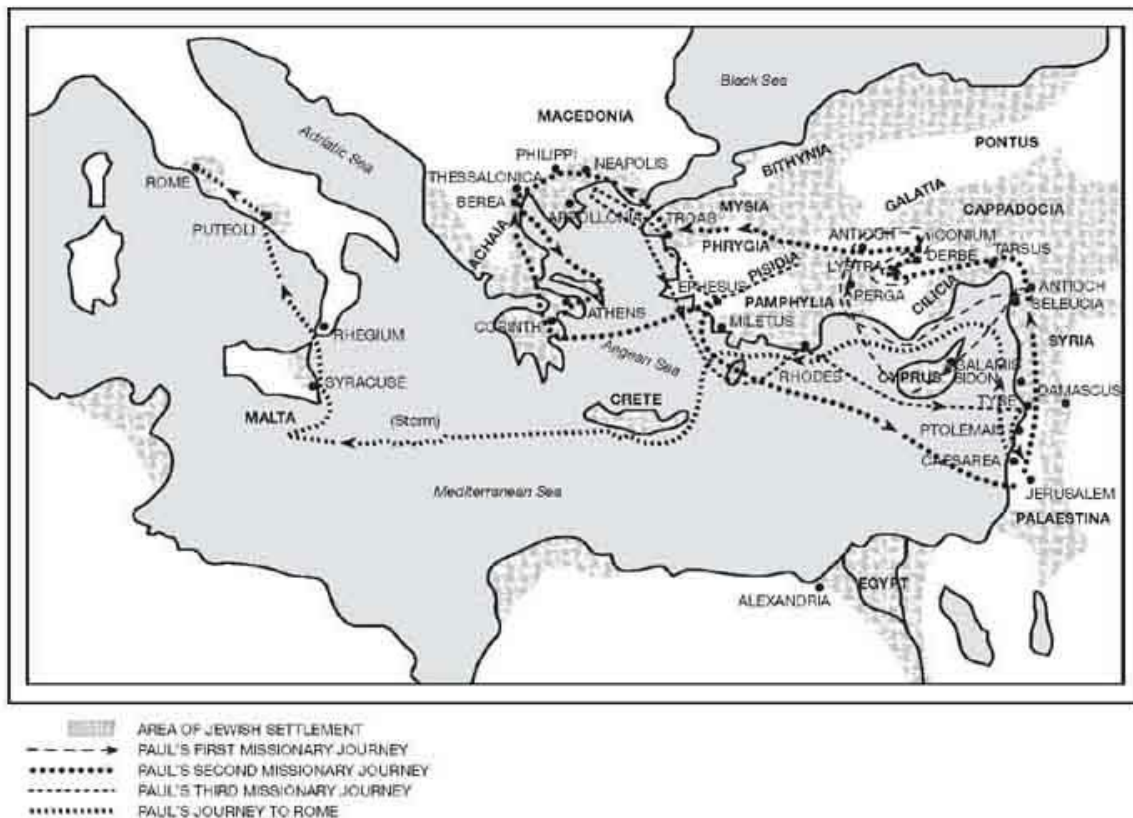 Black Sea
MACEDONIA
Adriatic Sea
PONTUS
PHILIPPI
NEAPOLIS
BITHYNIA
ROME
THESSALONICA
GALATIA
BEREA
APOLLONIA
TROAS
MYSIA
CAPPADOCIA
PUTEOLI
ACHAIA
PHRYGIA
ANTIOCH
ICONIUM
DERBE
TARSUS
LYSTRA
PISIDIA
EPHESUS
PAMPHYLIA
PERGA
CILICIA
ANTIOCH
SELEUCIA
ATHENS
CORINTH
MILETUS
RHEGIUM
Aegean Sea
SYRIA
SYRACUSE
RHODES
CYPRUS
SALAMIS
SIDON
DAMASCUS
CRETE
TYRE
MALTA
(Storm)
PTOLEMAIS
CAESAREA
Mediterranean Sea
JERUSALEM
PALAESTINA
EGYPT
ALEXANDRIA
AREA OF JEWISH SETTLEMENT
PAUL'S FIRST MISSIONARY JOURNEY
PAUL'S SECOND MISSIONARY JOURNEY
PAUL'S THIRD MISSIONARY JOURNEY
PAUL'S JOURNEY TO ROME